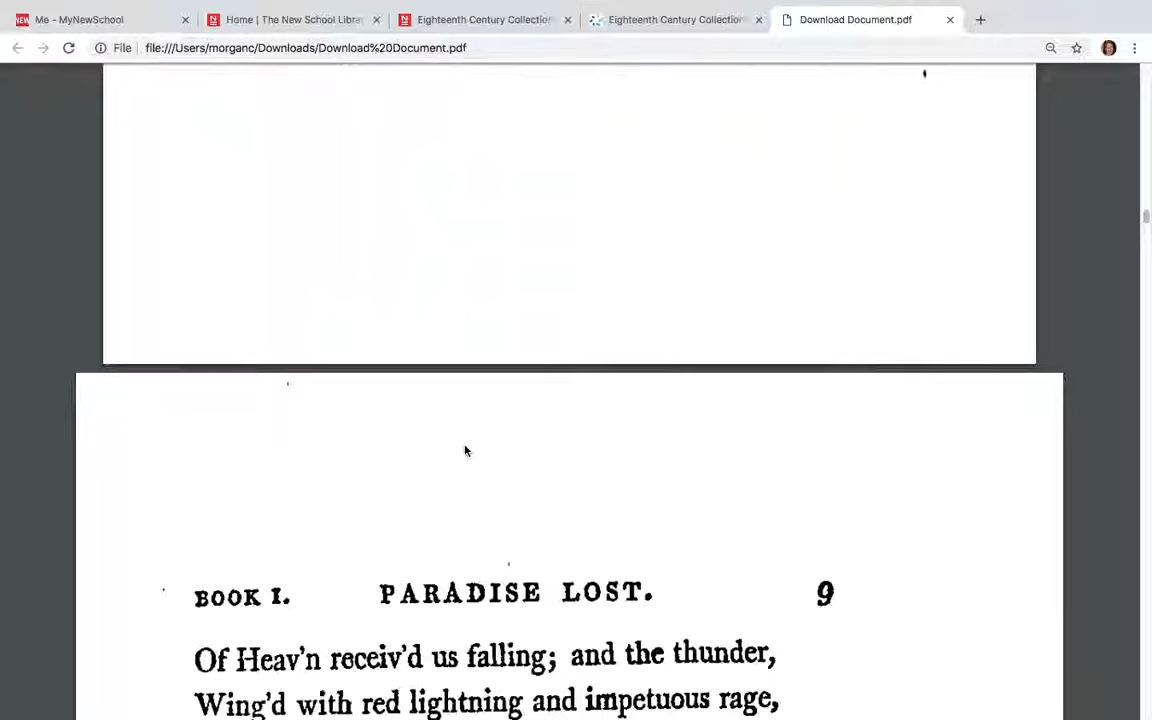 Me - MyNewSchool
Home | The New School Libra
Eighteenth Century Collection
Eighteenth Century Collection
Download Document.pdf
File
file:///Users/morganc/Downloads/Download%20Document.pdf
BOOK I. PARADISE LOST. 9
Of Heav'n receiv'd us falling; and the thunder,
Wing'd with red lightning and impetuous rage,